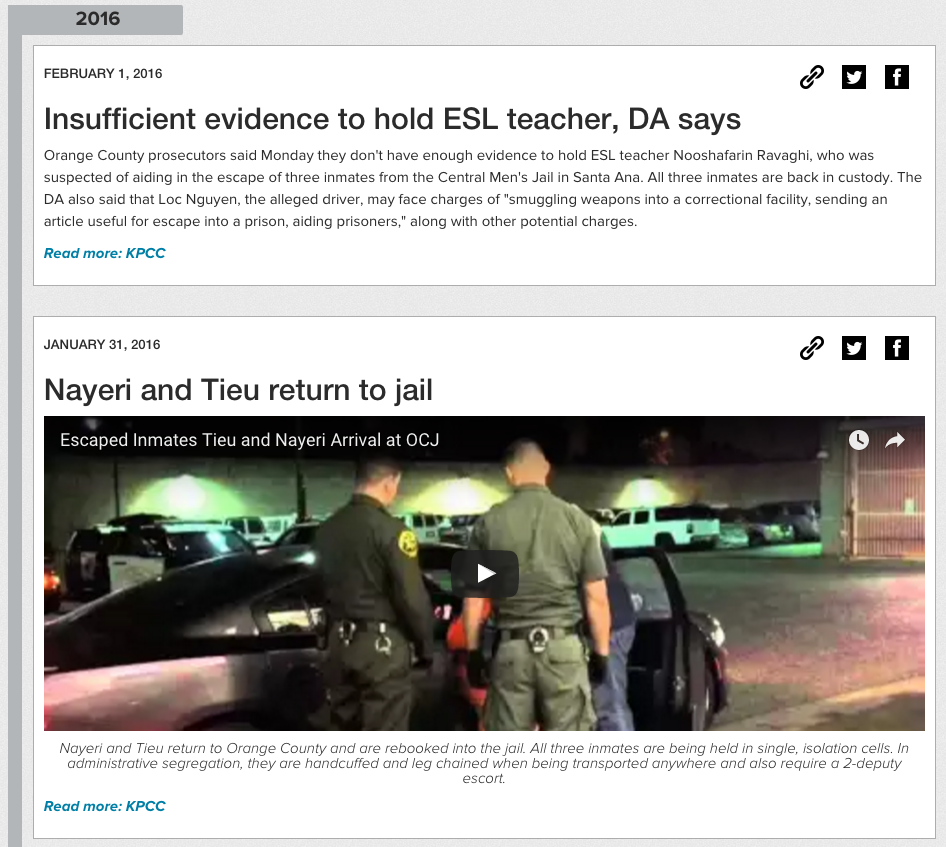 2016
FEBRUARY 1, 2016
Insufficient evidence to hold ESL teacher, DA says
Orange County prosecutors said Monday they don't have enough evidence to hold ESL teacher Nooshafarin Ravaghi, who was
suspected of aiding in the escape of three inmates from the Central Men's Jail in Santa Ana. All three inmates are back in custody. The
DA also said that Loc Nguyen, the alleged driver, may face charges of "smuggling weapons into a correctional facility, sending an
article useful for escape into a prison, aiding prisoners," along with other potential charges.
Read more: KPCC
JANUARY 31, 2016
Nayeri and Tieu return to jail
Escaped Inmates Tieu and Nayeri Arrival at OCJ
Nayeri and Tieu return to Orange County and are rebooked into the jail. All three inmates are being held in single, isolation cells. In
administrative segregation, they are handcuffed and leg chained when being transported anywhere and also require a 2-deputy
escort.
Read more: KPCC